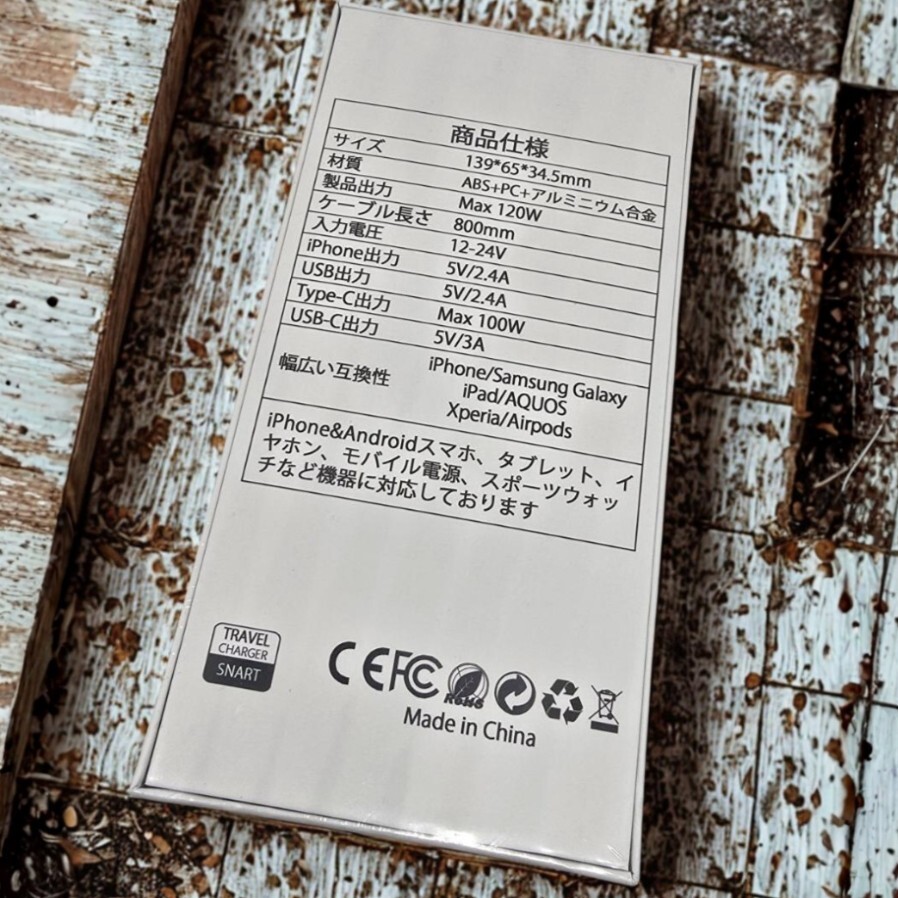 商品仕様
サイズ 139*65*34.5mm
材質 ABS+PC+アルミニウム合金
製品出力 Max 120W
ケーブル長さ 800mm
入力電圧 12-24V
iPhone出力 5V/2.4A
USB出力 5V/2.4A
Type-C出力 Max 100W
USB-C出力 5V/3A
幅広い互換性 iPhone/Samsung Galaxy
iPad/AQUOS
Xperia/Airpods
iPhone&Androidスマホ、タブレット、イ
ヤホン、モバイル電源、スポーツウォッ
チなど機器に対応しております
TRAVEL
CHARGER
SNART
CE FC RoHS
Made in China